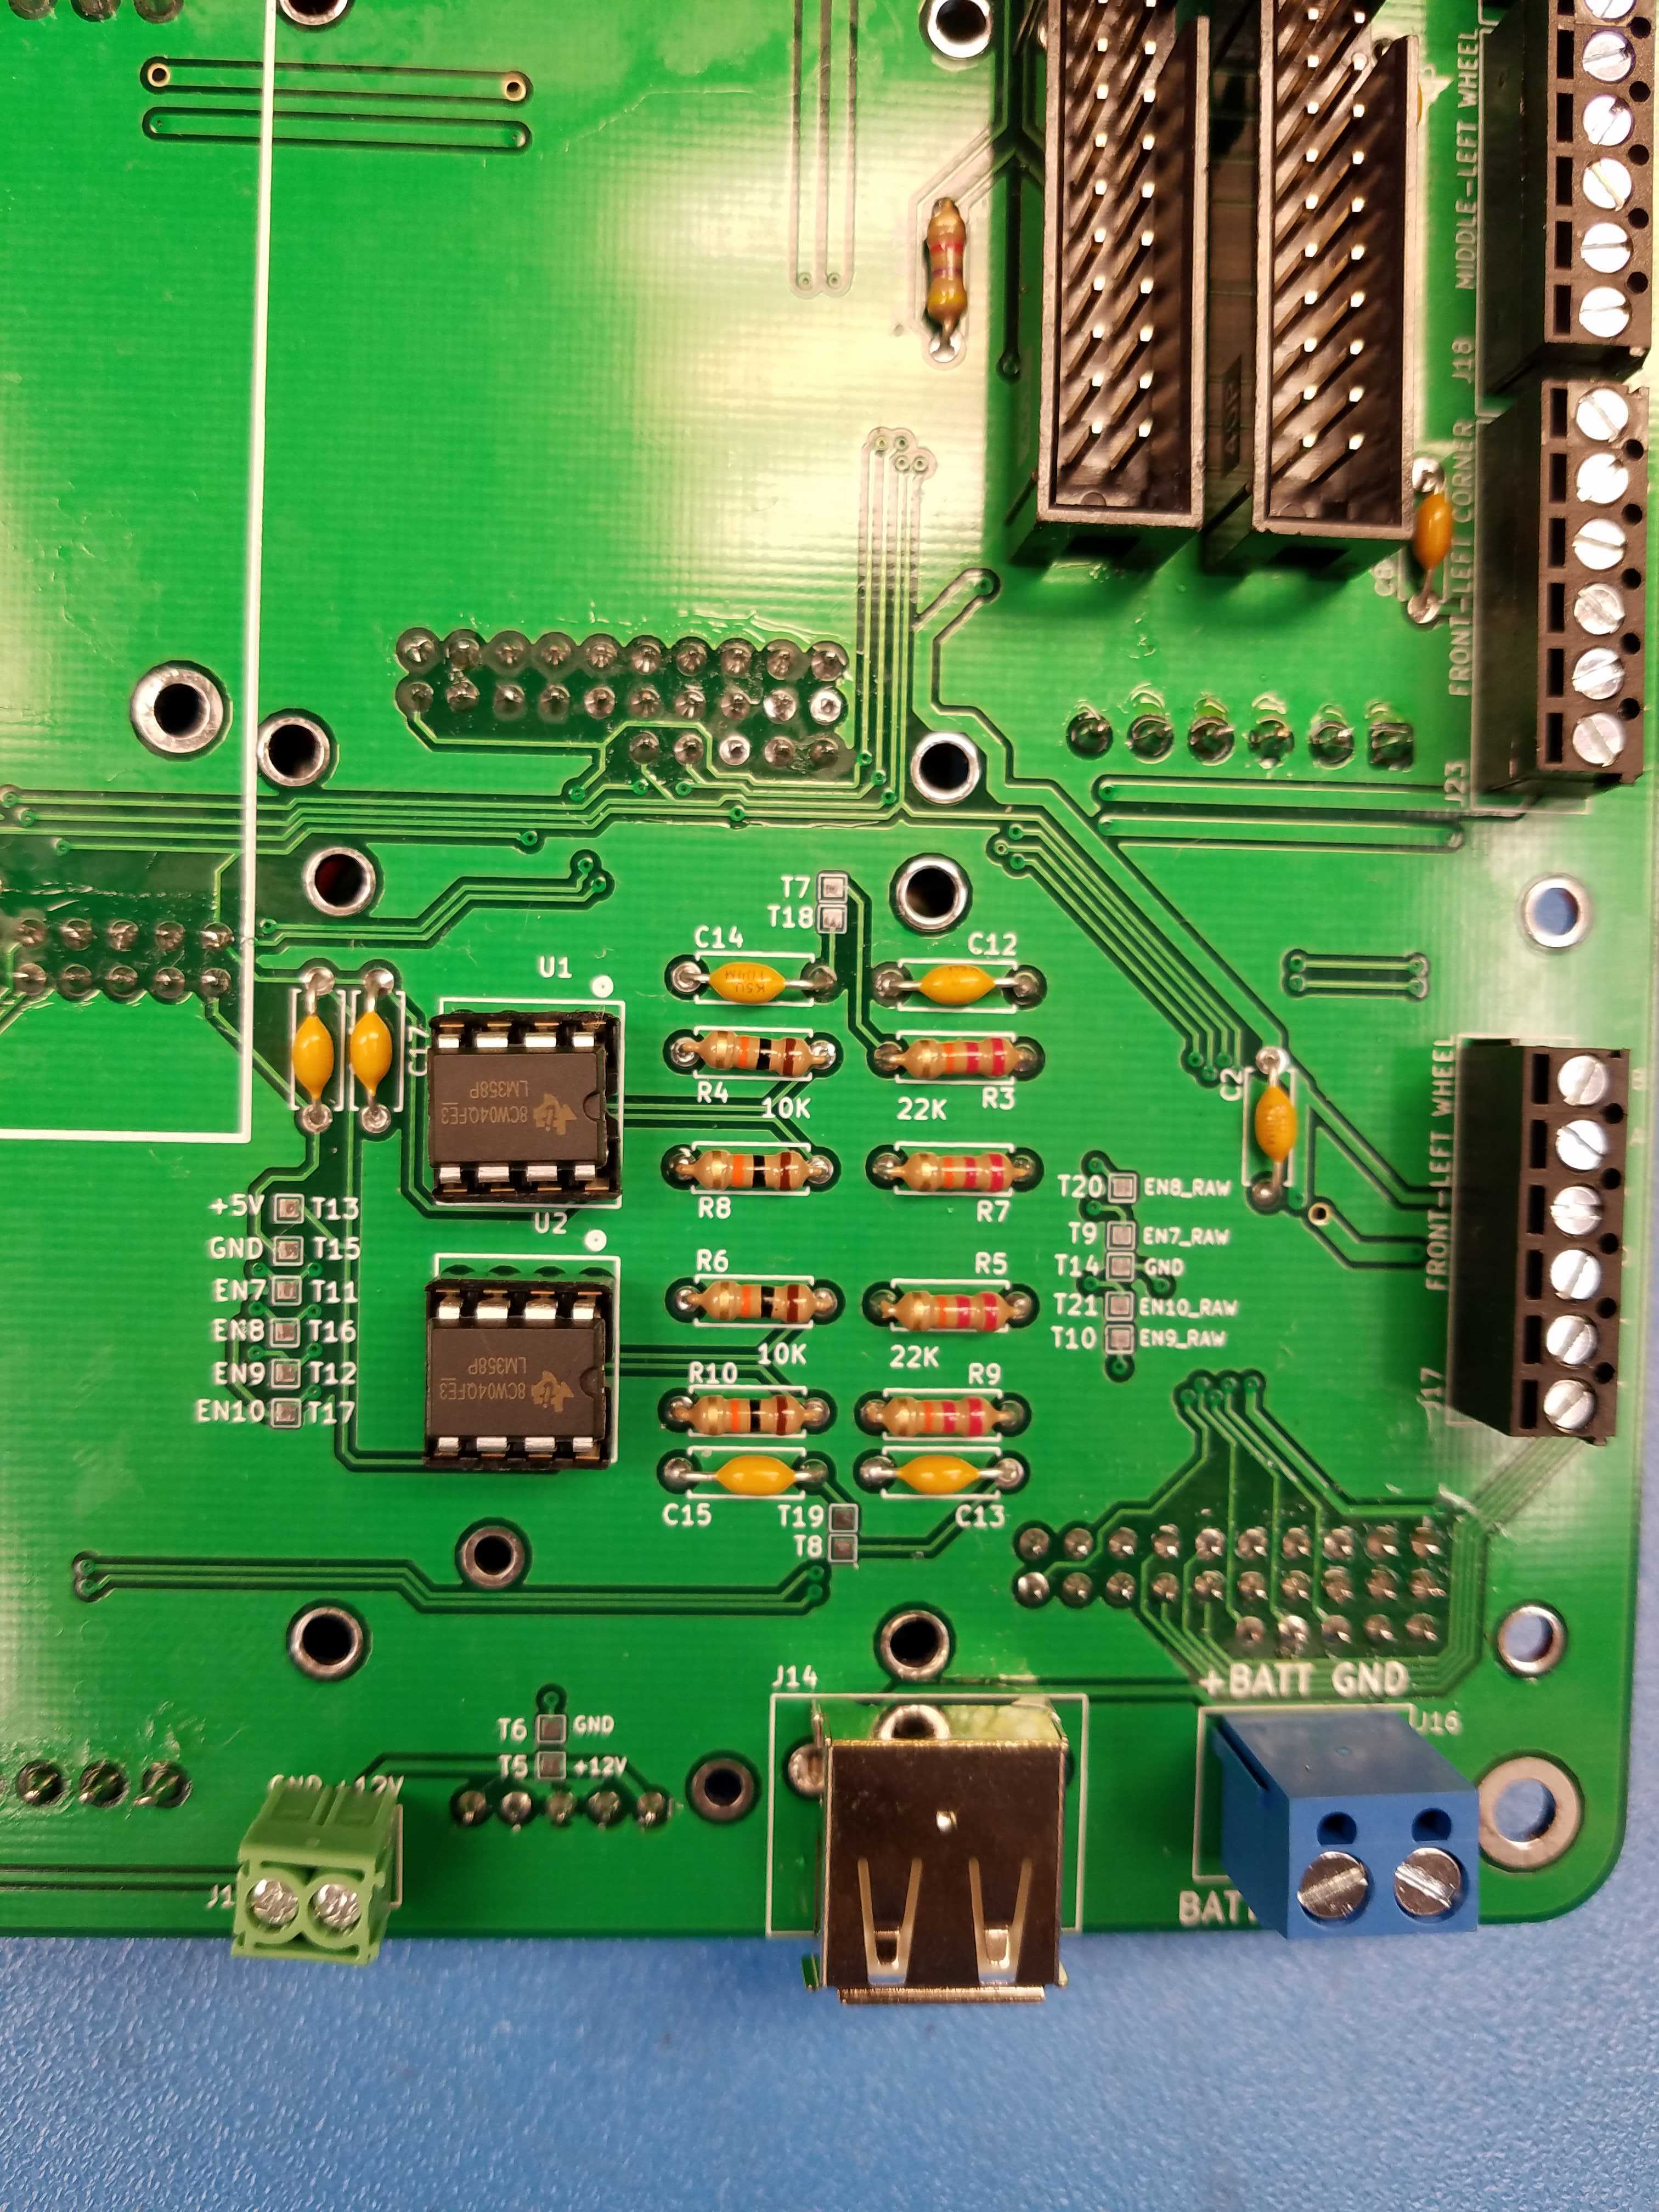 MIDDLE-LEFT WHEEL
J18
FRONT-LEFT CORNER
J23
T7
T18
C14
C12
U1
K5U
104M
C17
R4
10K
22K
R3
8CW04QFE3
LM358P
C2
FRONT-LEFT WHEEL
J17
R8
R7
U2
+5V T13
GND T15
EN7 T11
EN8 T16
EN9 T12
EN10 T17
T20 EN8_RAW
T9 EN7_RAW
T14 GND
T21 EN10_RAW
T10 EN9_RAW
R6
R5
10K
22K
8CW04QFE3
LM358P
R10
R9
C15
T19
C13
T8
J14
+BATT GND
J16
T6 GND
T5 +12V
GND +12V
J1
BATT